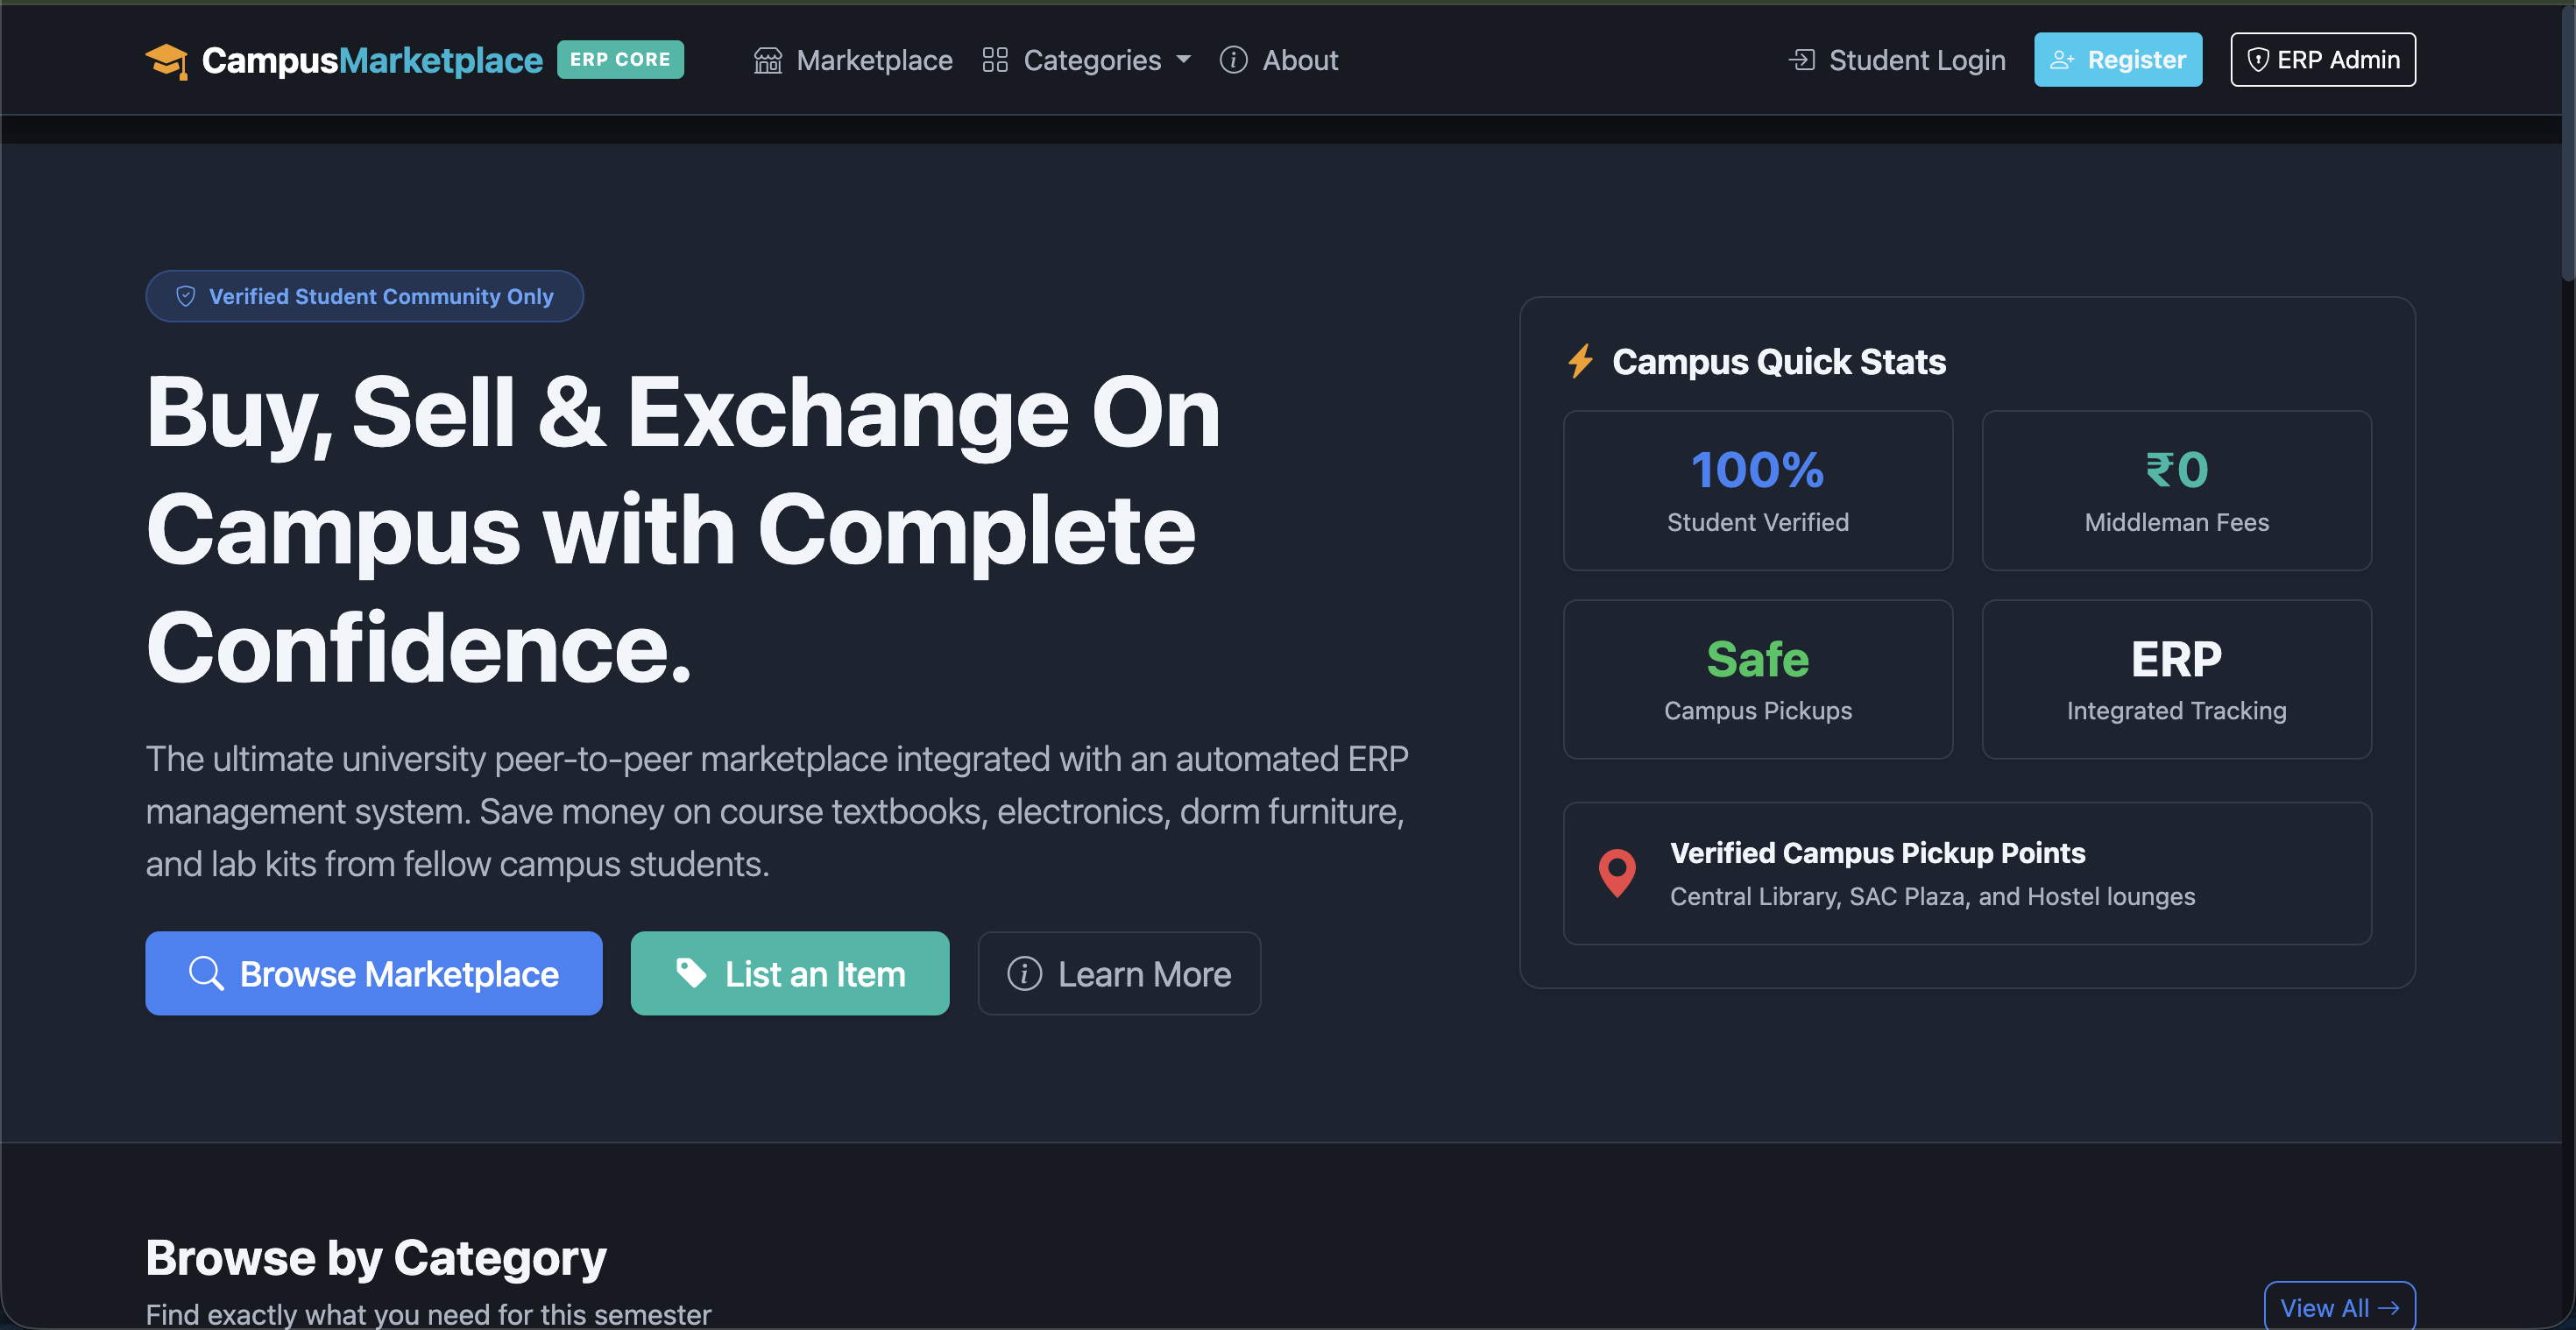 CampusMarketplace ERP CORE
Marketplace
Categories
About
Student Login
Register
ERP Admin
Verified Student Community Only
Buy, Sell & Exchange On
Campus with Complete
Confidence.
The ultimate university peer-to-peer marketplace integrated with an automated ERP
management system. Save money on course textbooks, electronics, dorm furniture,
and lab kits from fellow campus students.
Browse Marketplace
List an Item
Learn More
Campus Quick Stats
100%
Student Verified
₹0
Middleman Fees
Safe
Campus Pickups
ERP
Integrated Tracking
Verified Campus Pickup Points
Central Library, SAC Plaza, and Hostel lounges
Browse by Category
Find exactly what you need for this semester
View All →